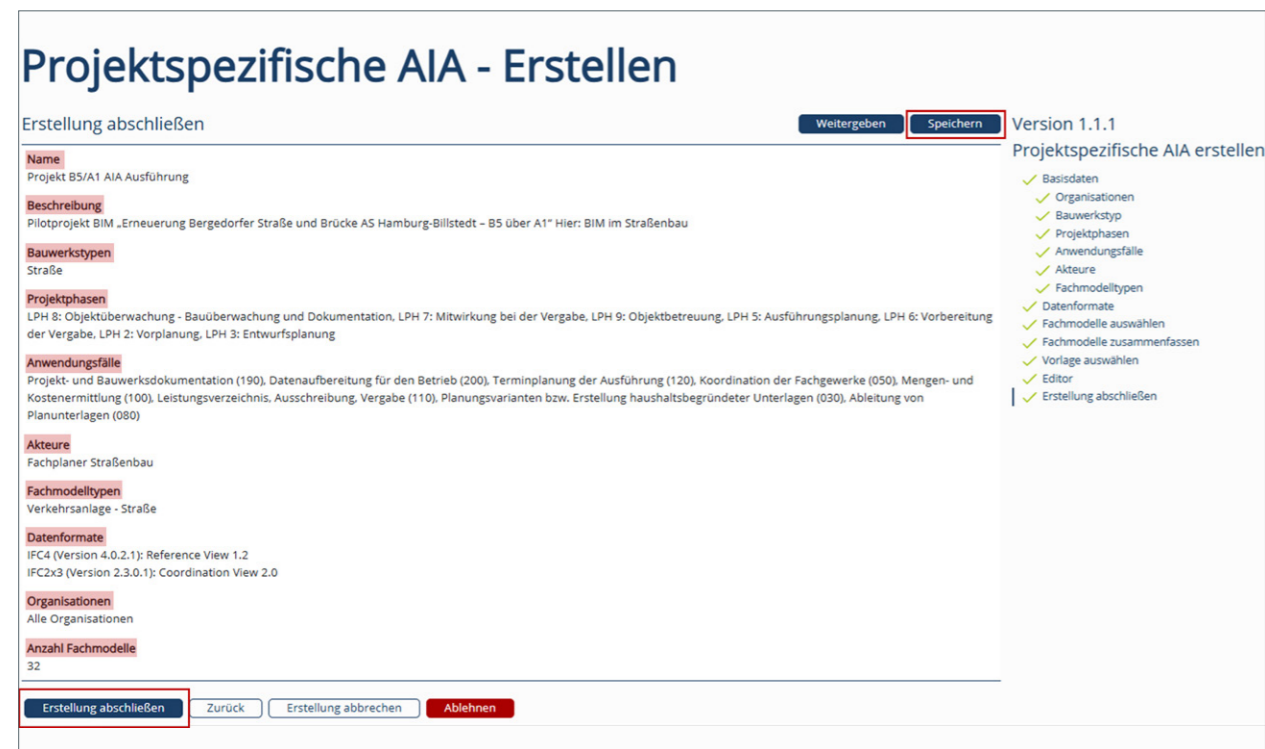 Projektspezifische AIA - Erstellen
Erstellung abschließen
Weitergeben
Speichern
Name
Projekt B5/A1 AIA Ausführung
Beschreibung
Pilotprojekt BIM „Erneuerung Bergedorfer Straße und Brücke AS Hamburg-Billstedt – B5 über A1" Hier: BIM im Straßenbau
Bauwerkstypen
Straße
Projektphasen
LPH 8: Objektüberwachung - Bauüberwachung und Dokumentation, LPH 7: Mitwirkung bei der Vergabe, LPH 9: Objektbetreuung, LPH 5: Ausführungsplanung, LPH 6: Vorbereitung
der Vergabe, LPH 2: Vorplanung, LPH 3: Entwurfsplanung
Anwendungsfälle
Projekt- und Bauwerksdokumentation (190), Datenaufbereitung für den Betrieb (200), Terminplanung der Ausführung (120), Koordination der Fachgewerke (050), Mengen- und
Kostenermittlung (100), Leistungsverzeichnis, Ausschreibung, Vergabe (110), Planungsvarianten bzw. Erstellung haushaltsbegründeter Unterlagen (030), Ableitung von
Planunterlagen (080)
Akteure
Fachplaner Straßenbau
Fachmodelltypen
Verkehrsanlage - Straße
Datenformate
IFC4 (Version 4.0.2.1): Reference View 1.2
IFC2x3 (Version 2.3.0.1): Coordination View 2.0
Organisationen
Alle Organisationen
Anzahl Fachmodelle
32
Erstellung abschließen
Zurück
Erstellung abbrechen
Ablehnen
Version 1.1.1
Projektspezifische AIA erstellen
Basisdaten
Organisationen
Bauwerkstyp
Projektphasen
Anwendungsfälle
Akteure
Fachmodelltypen
Datenformate
Fachmodelle auswählen
Fachmodelle zusammenfassen
Vorlage auswählen
Editor
Erstellung abschließen